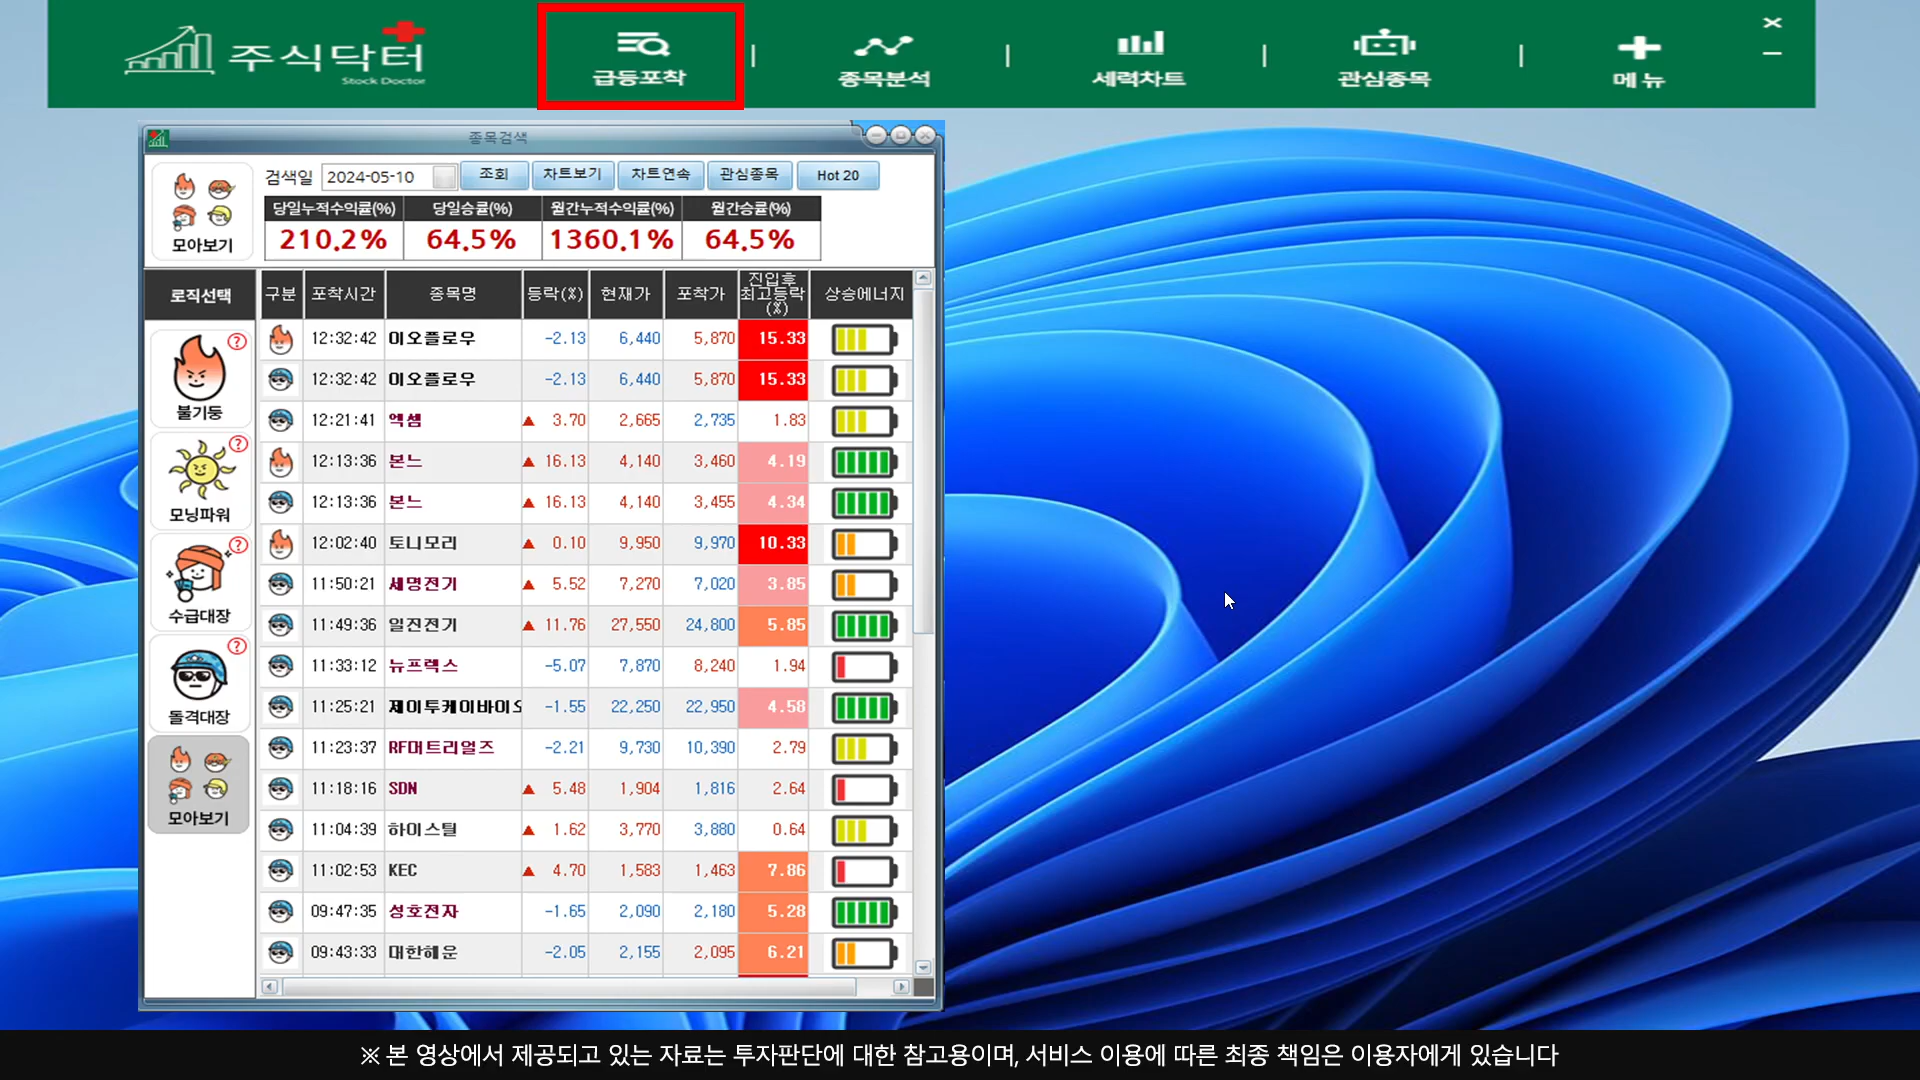 주식닥터
Stock Doctor
급등포착
종목분석
세력차트
관심종목
메뉴
종목검색
모아보기
검색일 2024-05-10 조회 차트보기 차트연속 관심종목 Hot 20
당일누적수익률(%) 당일승률(%) 월간누적수익률(%) 월간승률(%)
210.2% 64.5% 1360.1% 64.5%
로직선택
불기둥
모닝파워
수급대장
돌격대장
모아보기
구분 포착시간 종목명 등락(%) 현재가 포착가 진입후 최고등락 (%) 상승에너지
12:32:42 이오플로우 -2.13 6,440 5,870 15.33
12:32:42 이오플로우 -2.13 6,440 5,870 15.33
12:21:41 엑셈 ▲ 3.70 2,665 2,735 1.83
12:13:36 본느 ▲ 16.13 4,140 3,460 4.19
12:13:36 본느 ▲ 16.13 4,140 3,455 4.34
12:02:40 토니모리 ▲ 0.10 9,950 9,970 10.33
11:50:21 세명전기 ▲ 5.52 7,270 7,020 3.85
11:49:36 일진전기 ▲ 11.76 27,550 24,800 5.85
11:33:12 뉴프렉스 -5.07 7,870 8,240 1.94
11:25:21 제이투케이바이오 -1.55 22,250 22,950 4.58
11:23:37 RF머트리얼즈 -2.21 9,730 10,390 2.79
11:18:16 SDN ▲ 5.48 1,904 1,816 2.64
11:04:39 하이스틸 ▲ 1.62 3,770 3,880 0.64
11:02:53 KEC ▲ 4.70 1,583 1,463 7.86
09:47:35 성호전자 -1.65 2,090 2,180 5.28
09:43:33 대한해운 -2.05 2,155 2,095 6.21
※ 본 영상에서 제공되고 있는 자료는 투자판단에 대한 참고용이며, 서비스 이용에 따른 최종 책임은 이용자에게 있습니다